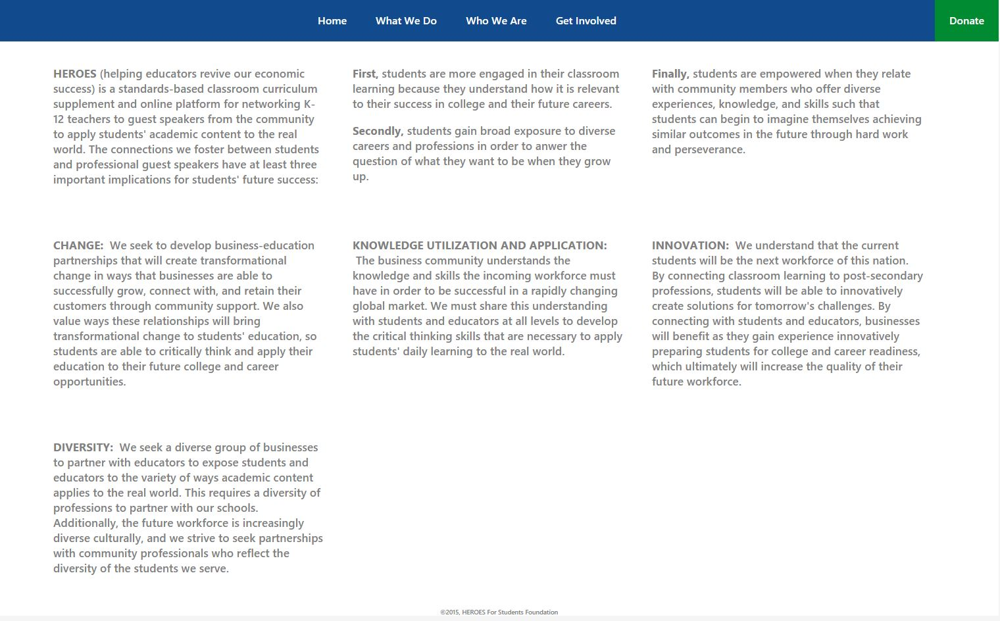 Home
What We Do
Who We Are
Get Involved
Donate
HEROES (helping educators revive our economic
success) is a standards-based classroom curriculum
supplement and online platform for networking K-
12 teachers to guest speakers from the community
to apply students' academic content to the real
world. The connections we foster between students
and professional guest speakers have at least three
important implications for students' future success:
First, students are more engaged in their classroom
learning because they understand how it is relevant
to their success in college and their future careers.
Secondly, students gain broad exposure to diverse
careers and professions in order to anwer the
question of what they want to be when they grow
up.
Finally, students are empowered when they relate
with community members who offer diverse
experiences, knowledge, and skills such that
students can begin to imagine themselves achieving
similar outcomes in the future through hard work
and perseverance.
CHANGE:  We seek to develop business-education
partnerships that will create transformational
change in ways that businesses are able to
successfully grow, connect with, and retain their
customers through community support. We also
value ways these relationships will bring
transformational change to students' education, so
students are able to critically think and apply their
education to their future college and career
opportunities.
KNOWLEDGE UTILIZATION AND APPLICATION:
The business community understands the
knowledge and skills the incoming workforce must
have in order to be successful in a rapidly changing
global market. We must share this understanding
with students and educators at all levels to develop
the critical thinking skills that are necessary to apply
students' daily learning to the real world.
INNOVATION:  We understand that the current
students will be the next workforce of this nation.
By connecting classroom learning to post-secondary
professions, students will be able to innovatively
create solutions for tomorrow's challenges. By
connecting with students and educators, businesses
will benefit as they gain experience innovatively
preparing students for college and career readiness,
which ultimately will increase the quality of their
future workforce.
DIVERSITY:  We seek a diverse group of businesses
to partner with educators to expose students and
educators to the variety of ways academic content
applies to the real world. This requires a diversity of
professions to partner with our schools.
Additionally, the future workforce is increasingly
diverse culturally, and we strive to seek partnerships
with community professionals who reflect the
diversity of the students we serve.
©2015, HEROES For Students Foundation